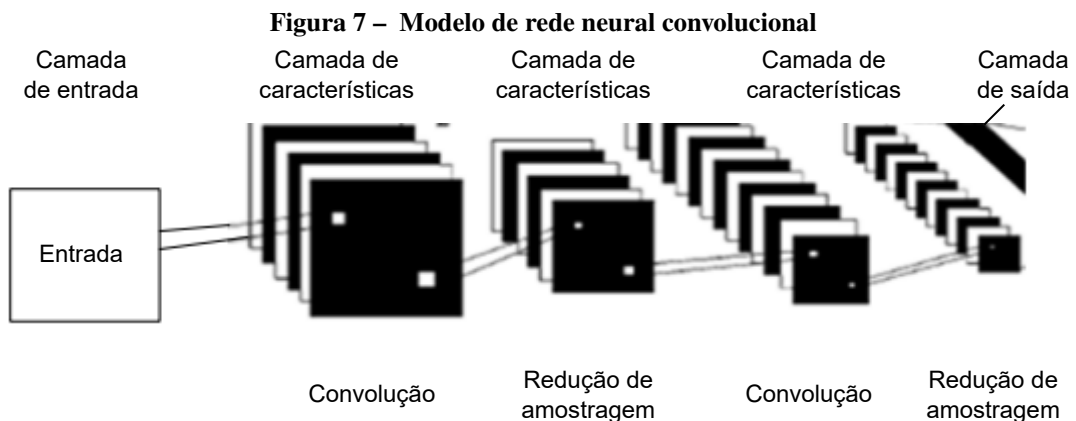 Figura 7 – Modelo de rede neural convolucional
Camada
de entrada
Camada de
características
Camada de
características
Camada de
características
Camada
de saída
Entrada
Convolução
Redução de
amostragem
Convolução
Redução de
amostragem